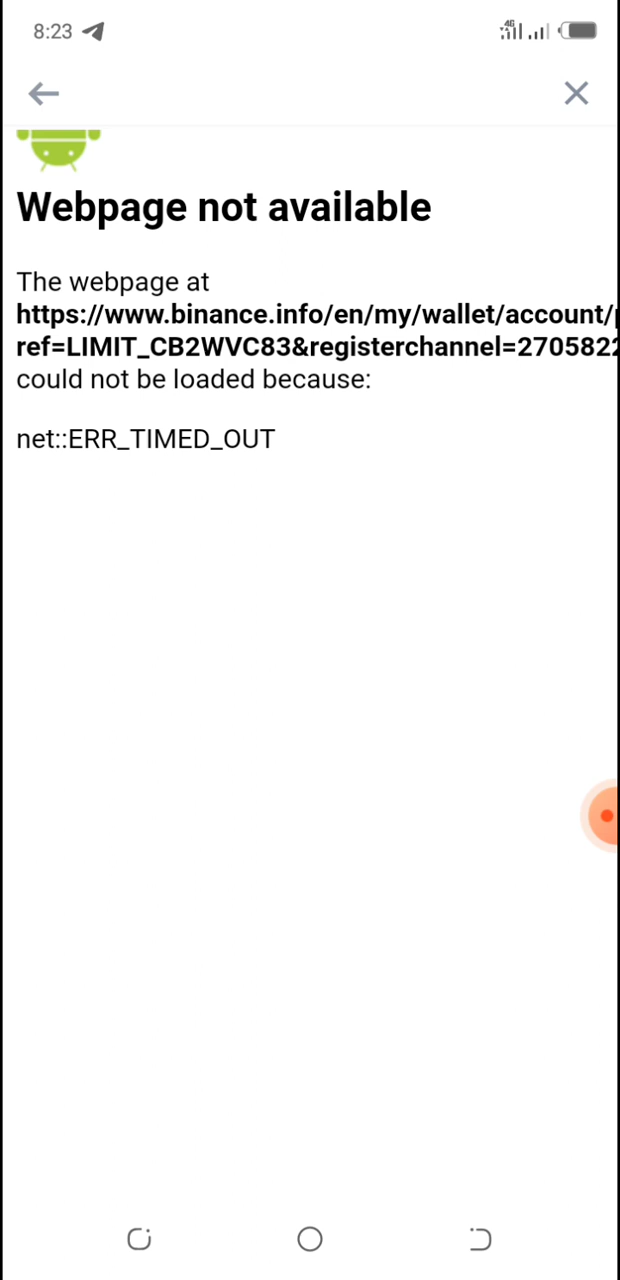 8:23
4G
Webpage not available
The webpage at
https://www.binance.info/en/my/wallet/account/
ref=LIMIT_CB2WVC83&registerchannel=270582
could not be loaded because:
net::ERR_TIMED_OUT